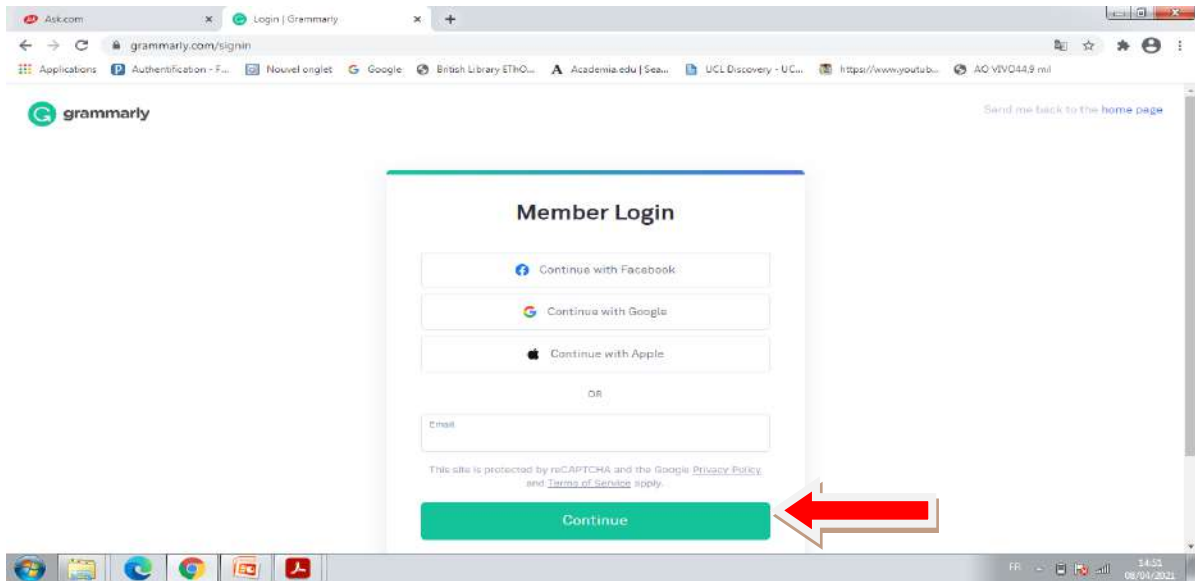 Ask.com
Login | Grammarly
grammarly.com/signin
Applications
Authentification - F...
Nouvel onglet
Google
British Library EThO...
Academia.edu | Sea...
UCL Discovery - UC...
https://www.youtub...
AO VIVO44,9 mil
grammarly
Send me back to the home page
Member Login
Continue with Facebook
Continue with Google
Continue with Apple
OR
Email
This site is protected by reCAPTCHA and the Google Privacy Policy
and Terms of Service apply.
Continue
FR
14:51
08/04/2021